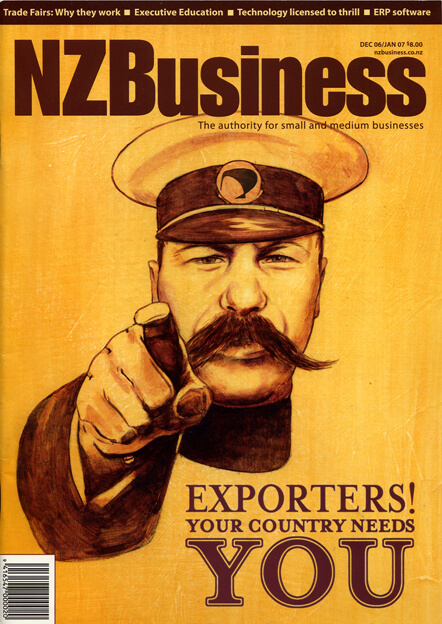 Trade Fairs: Why they work ■ Executive Education ■ Technology licensed to thrill ■ ERP software
DEC 06/JAN 07 $8.00
nzbusiness.co.nz
NZBusiness
The authority for small and medium businesses
EXPORTERS!
YOUR COUNTRY NEEDS
YOU